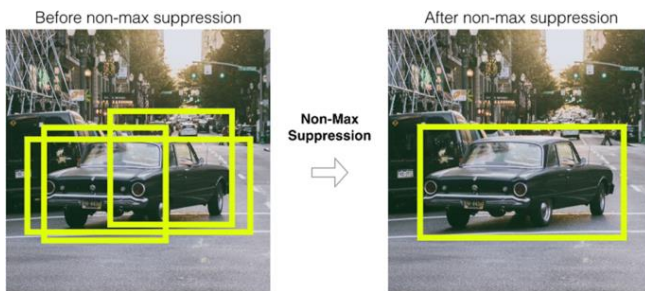 Before non-max suppression
After non-max suppression
Non-Max
Suppression